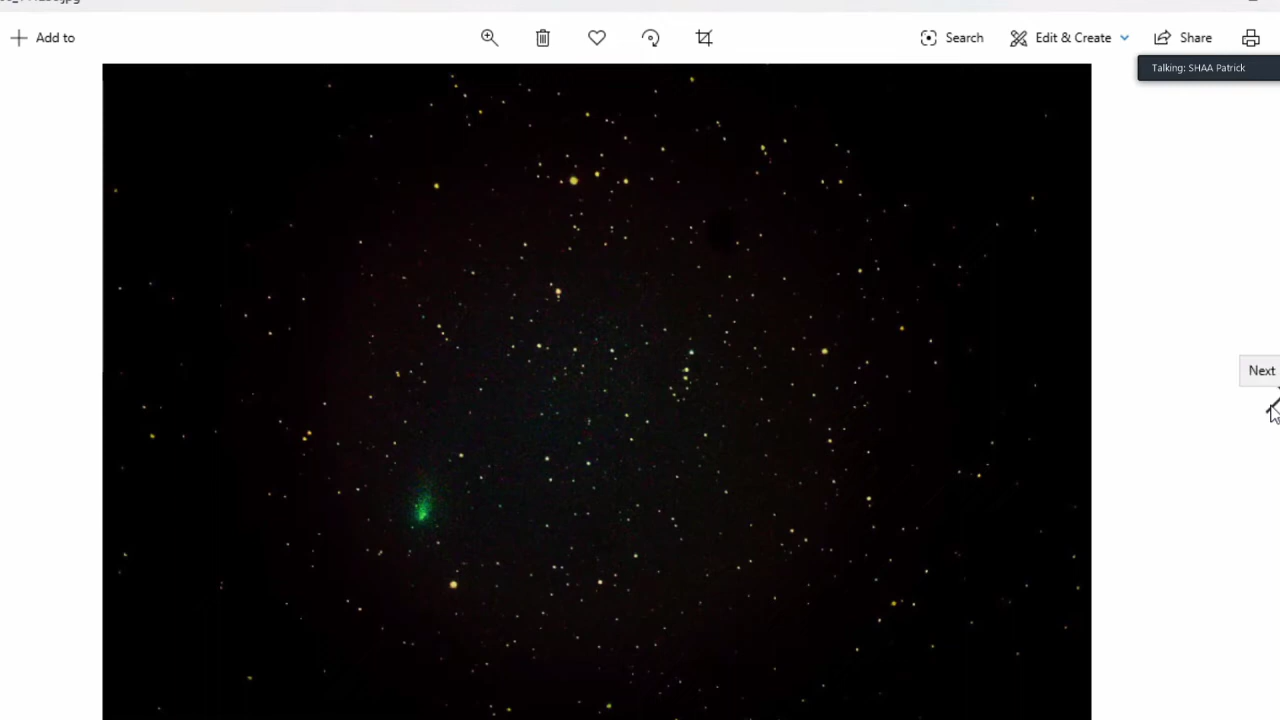 Add to
Search
Edit & Create
Share
Talking: SHAA Patrick
Next